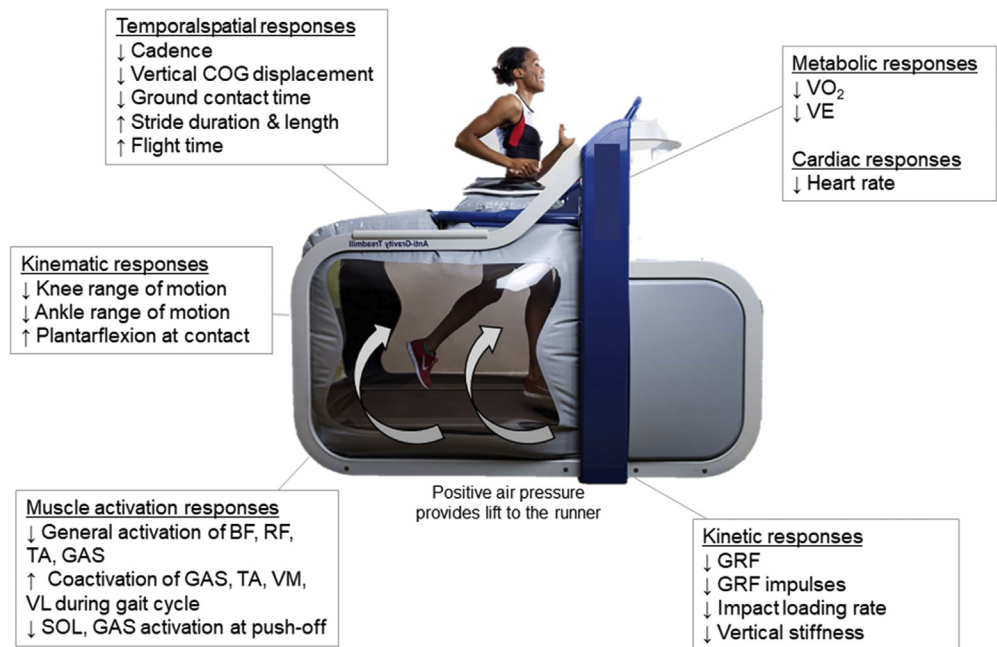 Temporalspatial responses
↓ Cadence
↓ Vertical COG displacement
↓ Ground contact time
↑ Stride duration & length
↑ Flight time
Metabolic responses
↓ VO₂
↓ VE
Cardiac responses
↓ Heart rate
Anti-Gravity Treadmill
Kinematic responses
↓ Knee range of motion
↓ Ankle range of motion
↑ Plantarflexion at contact
Muscle activation responses
↓ General activation of BF, RF,
TA, GAS
↑ Coactivation of GAS, TA, VM,
VL during gait cycle
↓ SOL, GAS activation at push-off
Positive air pressure
provides lift to the runner
Kinetic responses
↓ GRF
↓ GRF impulses
↓ Impact loading rate
↓ Vertical stiffness